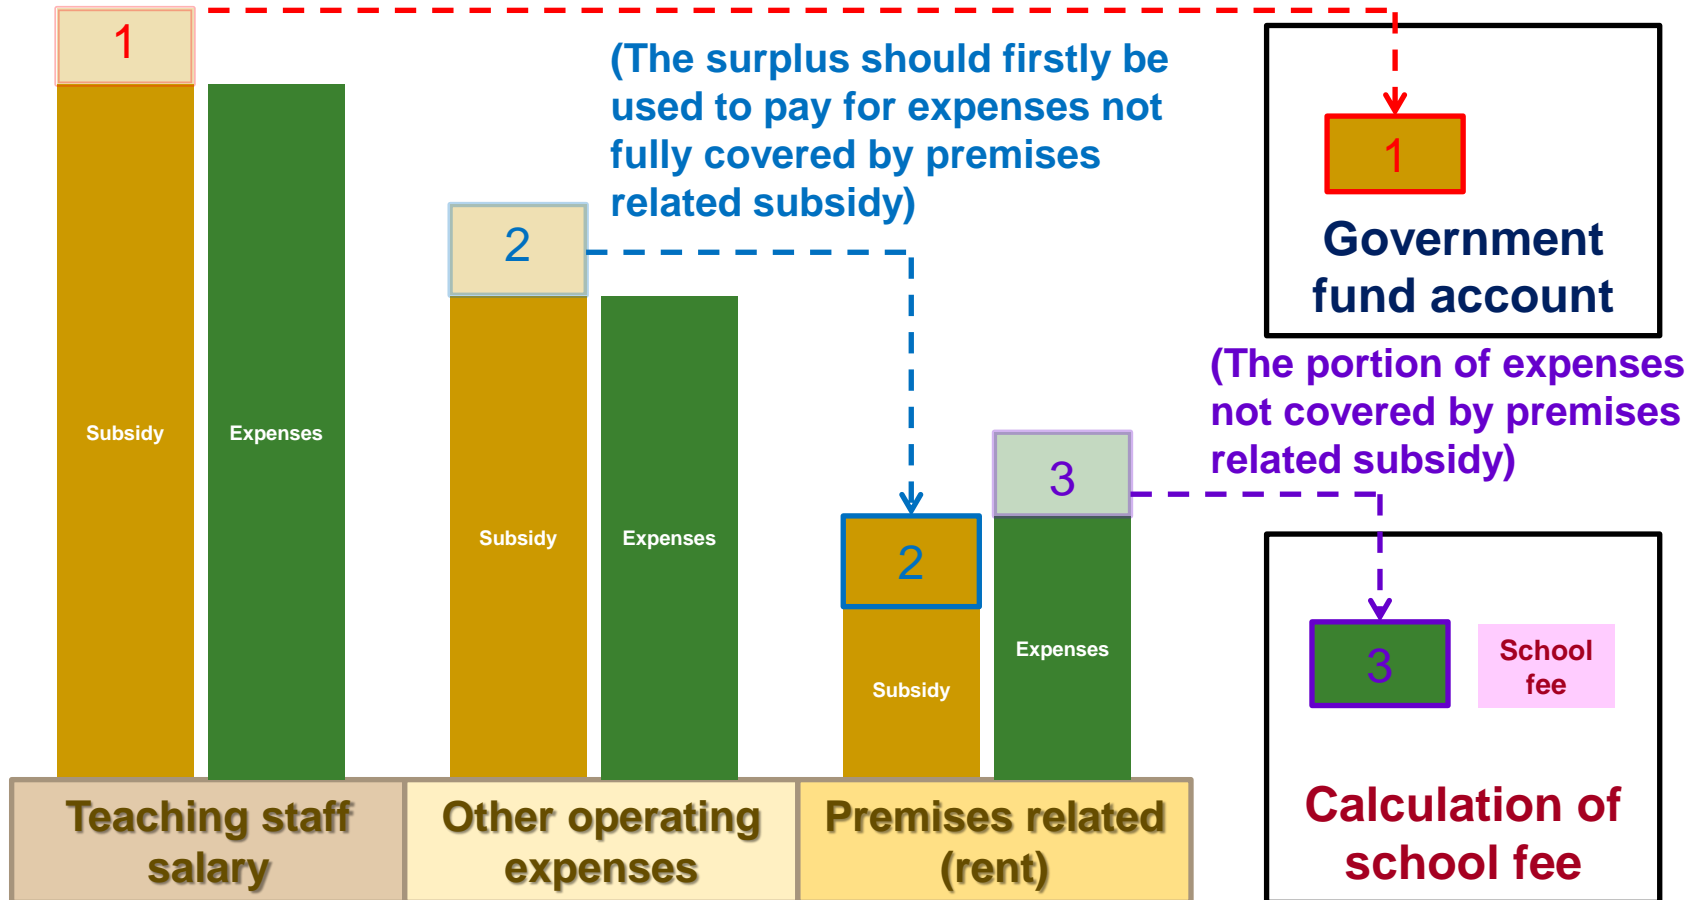 1
(The surplus should firstly be
used to pay for expenses not
fully covered by premises
related subsidy)
1
Government
fund account
2
(The portion of expenses
not covered by premises
related subsidy)
Subsidy
Expenses
3
Subsidy
Expenses
2
Expenses
Subsidy
3
School
fee
Teaching staff
salary
Other operating
expenses
Premises related
(rent)
Calculation of
school fee